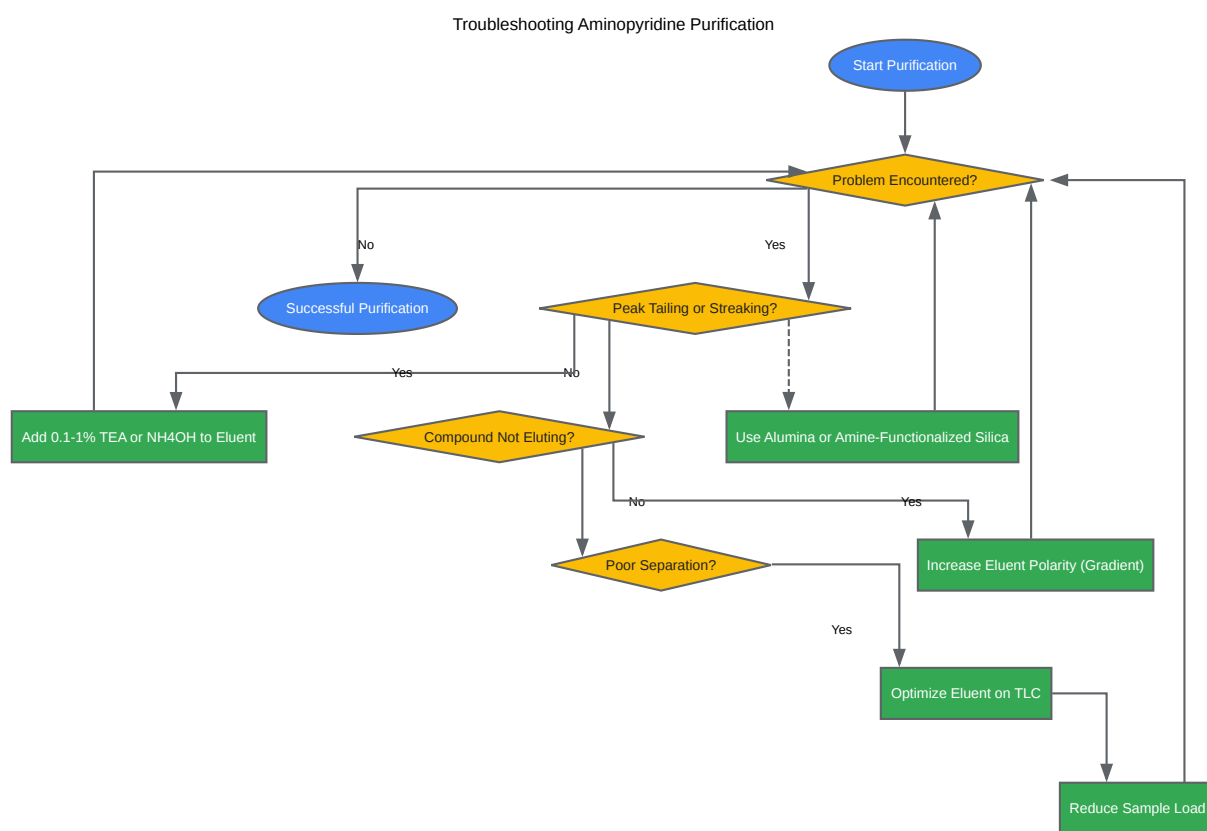 Troubleshooting Aminopyridine Purification
Start Purification
Problem Encountered?
No
Yes
Successful Purification
Peak Tailing or Streaking?
Yes
No
Add 0.1-1% TEA or NH4OH to Eluent
Compound Not Eluting?
Use Alumina or Amine-Functionalized Silica
No
Yes
Poor Separation?
Increase Eluent Polarity (Gradient)
Yes
Optimize Eluent on TLC
Reduce Sample Load